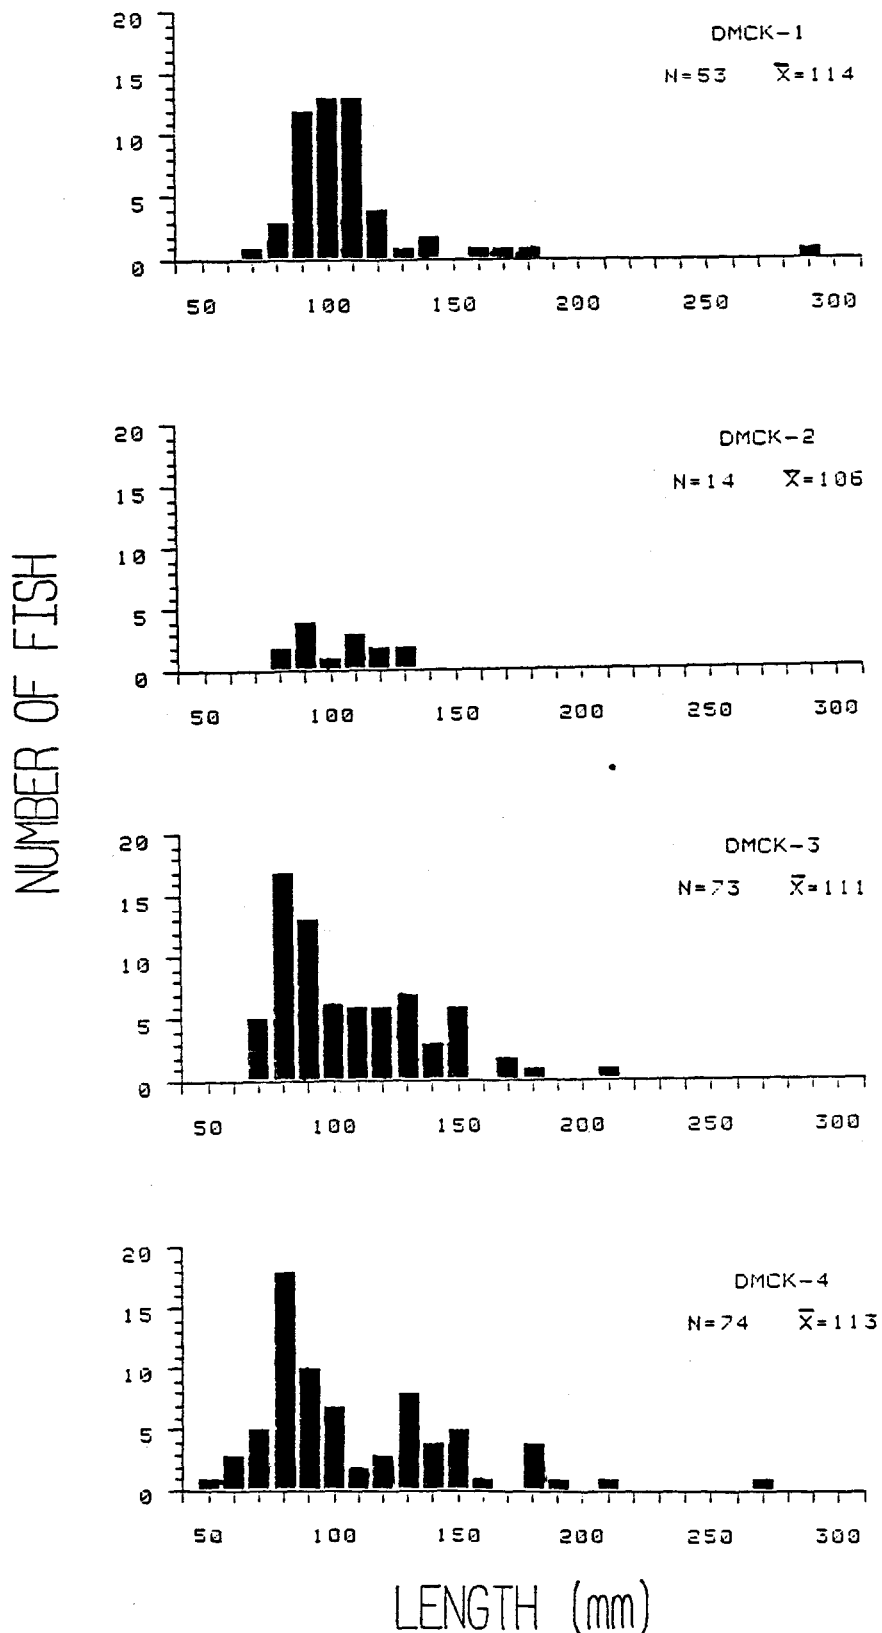 NUMBER OF FISH
DMCK-1
N=53 X̄=114
20
15
10
5
0
50 100 150 200 250 300
DMCK-2
N=14 X̄=106
20
15
10
5
0
50 100 150 200 250 300
DMCK-3
N=73 X̄=111
20
15
10
5
0
50 100 150 200 250 300
DMCK-4
N=74 X̄=113
20
15
10
5
0
50 100 150 200 250 300
LENGTH (mm)